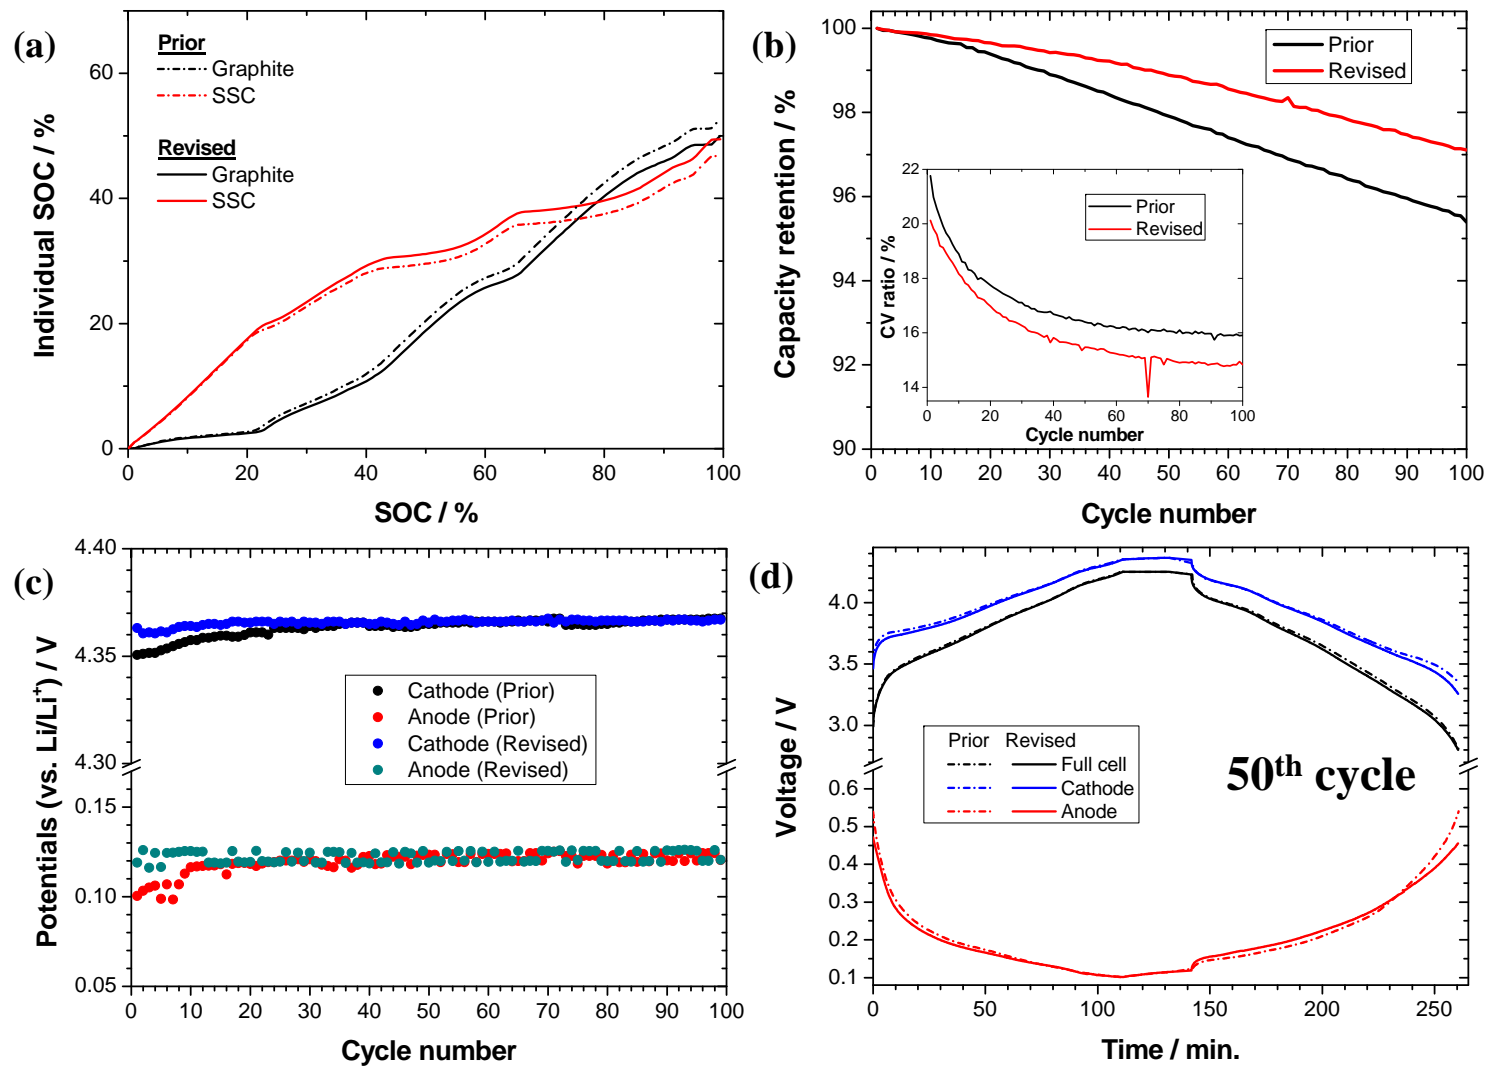 (a)
Individual SOC / %
60
40
20
0
Prior
Graphite
SSC
Revised
Graphite
SSC
0 20 40 60 80 100
SOC / %
(b)
Capacity retention / %
100
98
96
94
92
90
Prior
Revised
CV ratio / %
22
20
18
16
14
Prior
Revised
0 20 40 60 80 100
Cycle number
0 10 20 30 40 50 60 70 80 90 100
Cycle number
(c)
Potentials (vs. Li/Li⁺) / V
4.40
4.35
4.30
0.15
0.10
0.05
Cathode (Prior)
Anode (Prior)
Cathode (Revised)
Anode (Revised)
0 10 20 30 40 50 60 70 80 90 100
Cycle number
(d)
Voltage / V
4.0
3.5
3.0
0.6
0.5
0.4
0.3
0.2
0.1
Prior Revised
Full cell
Cathode
Anode
50th cycle
0 50 100 150 200 250
Time / min.